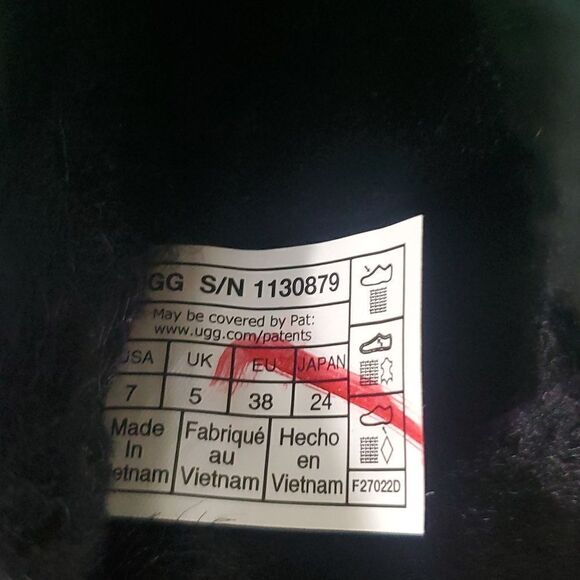 GG S/N 1130879
May be covered by Pat:
www.ugg.com/patents
USA UK EU JAPAN
7 5 38 24
Made In etnam
Fabriqué au Vietnam
Hecho en Vietnam
F27022D